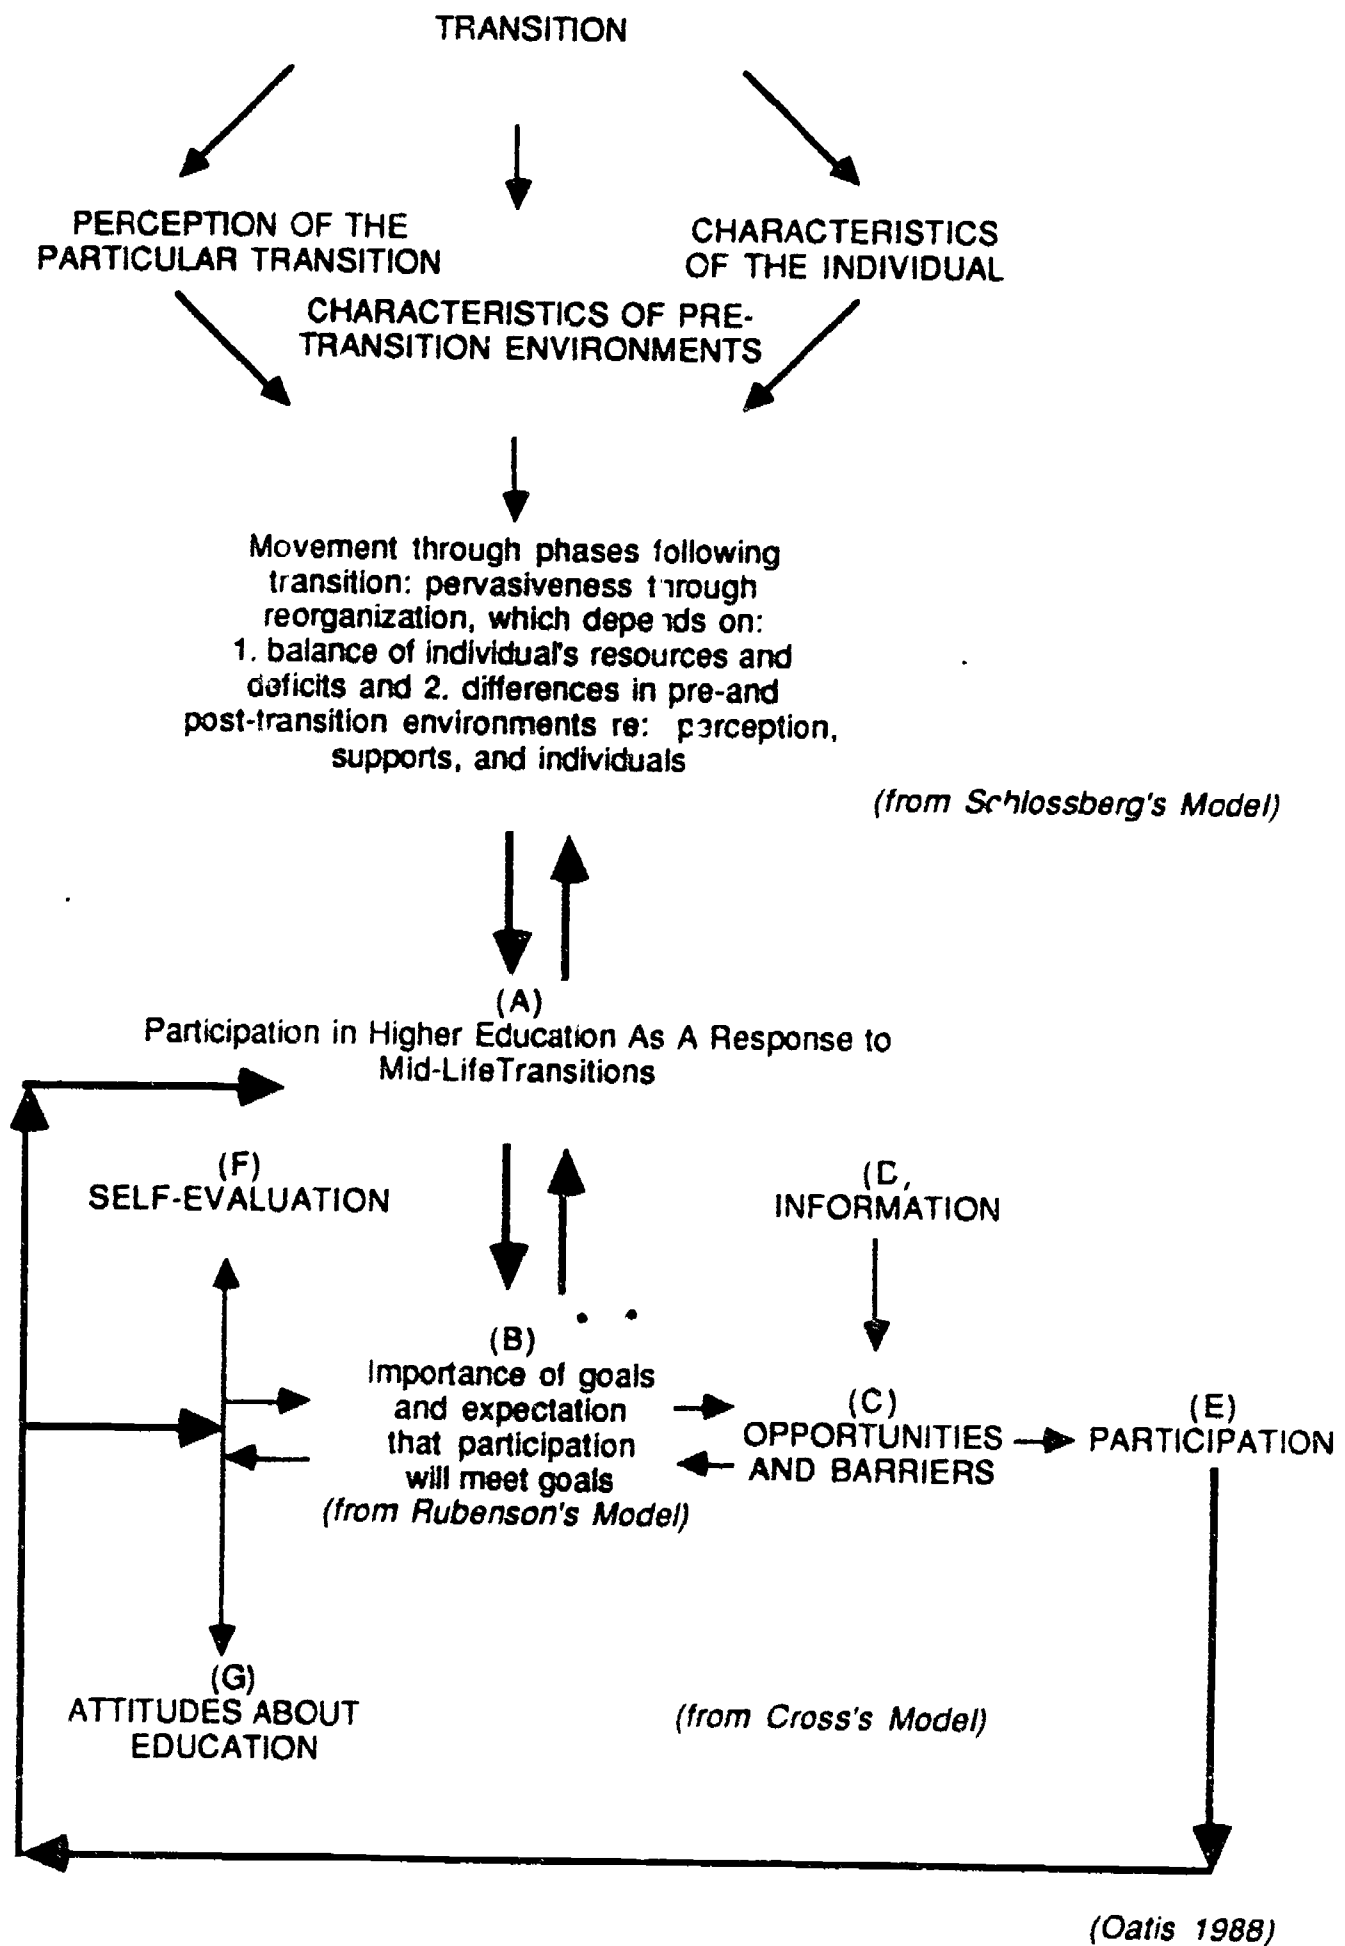 TRANSITION
PERCEPTION OF THE
PARTICULAR TRANSITION
CHARACTERISTICS
OF THE INDIVIDUAL
CHARACTERISTICS OF PRE-
TRANSITION ENVIRONMENTS
Movement through phases following
transition: pervasiveness through
reorganization, which depends on:
1. balance of individual's resources and
deficits and 2. differences in pre-and
post-transition environments re: perception,
supports, and individuals
(from Schlossberg's Model)
(A)
Participation in Higher Education As A Response to
Mid-Life Transitions
(F)
SELF-EVALUATION
(D)
INFORMATION
(B)
Importance of goals
and expectation
that participation
will meet goals
(from Rubenson's Model)
(C)
OPPORTUNITIES
AND BARRIERS
(E)
PARTICIPATION
(G)
ATTITUDES ABOUT
EDUCATION
(from Cross's Model)
(Oatis 1988)